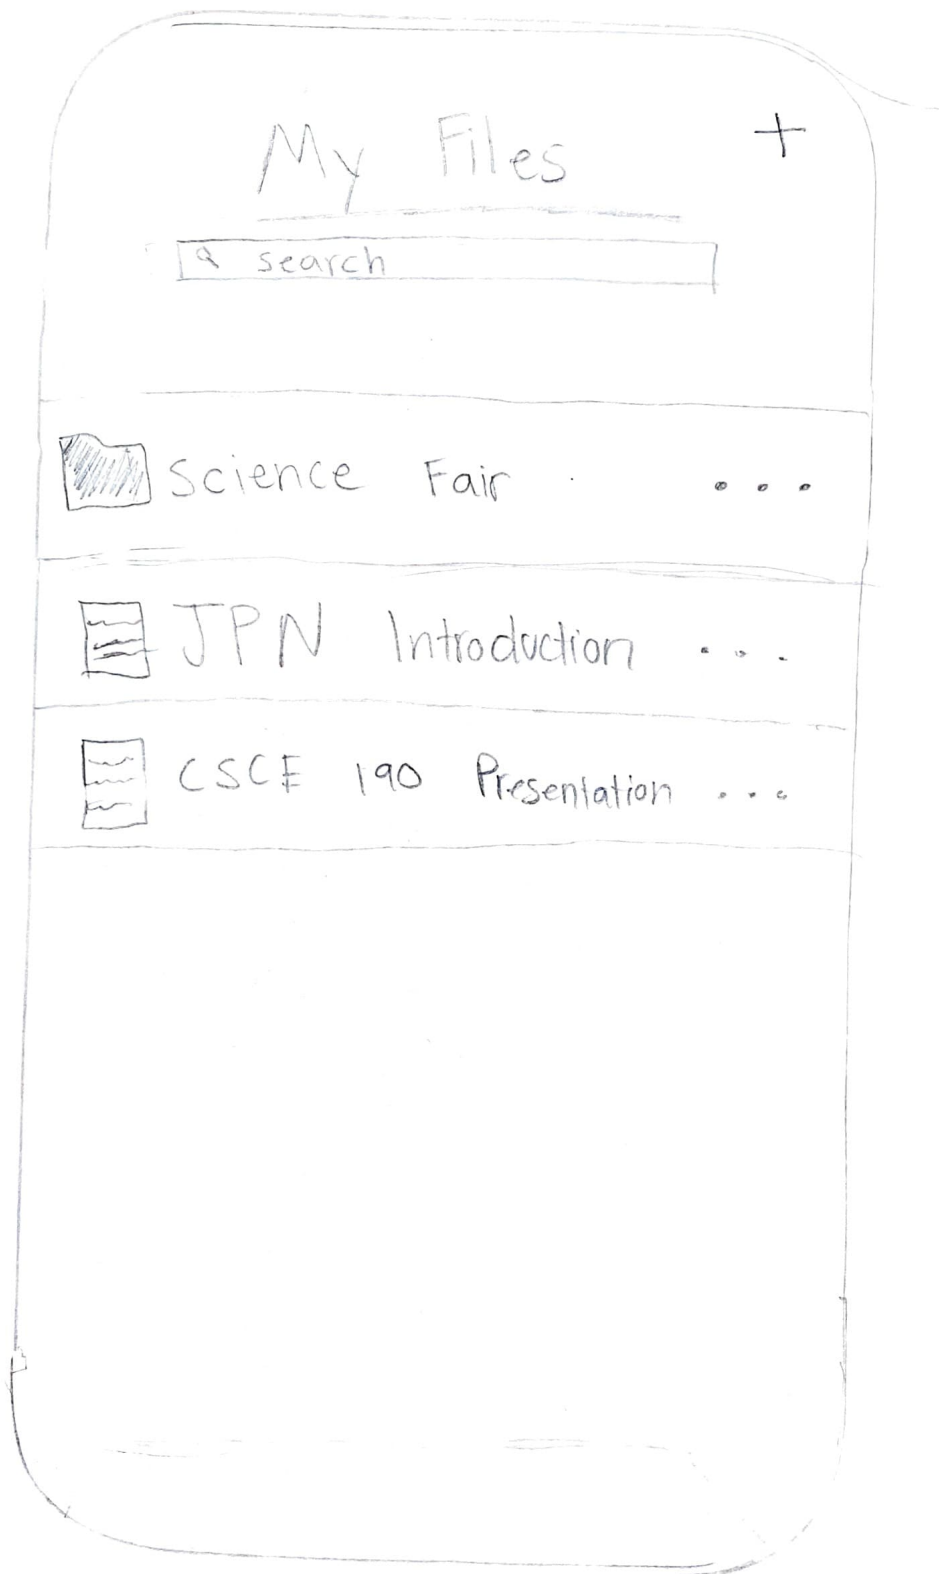 My Files +
search
Science Fair ...
JPN Introduction ...
CSCE 190 Presentation ...